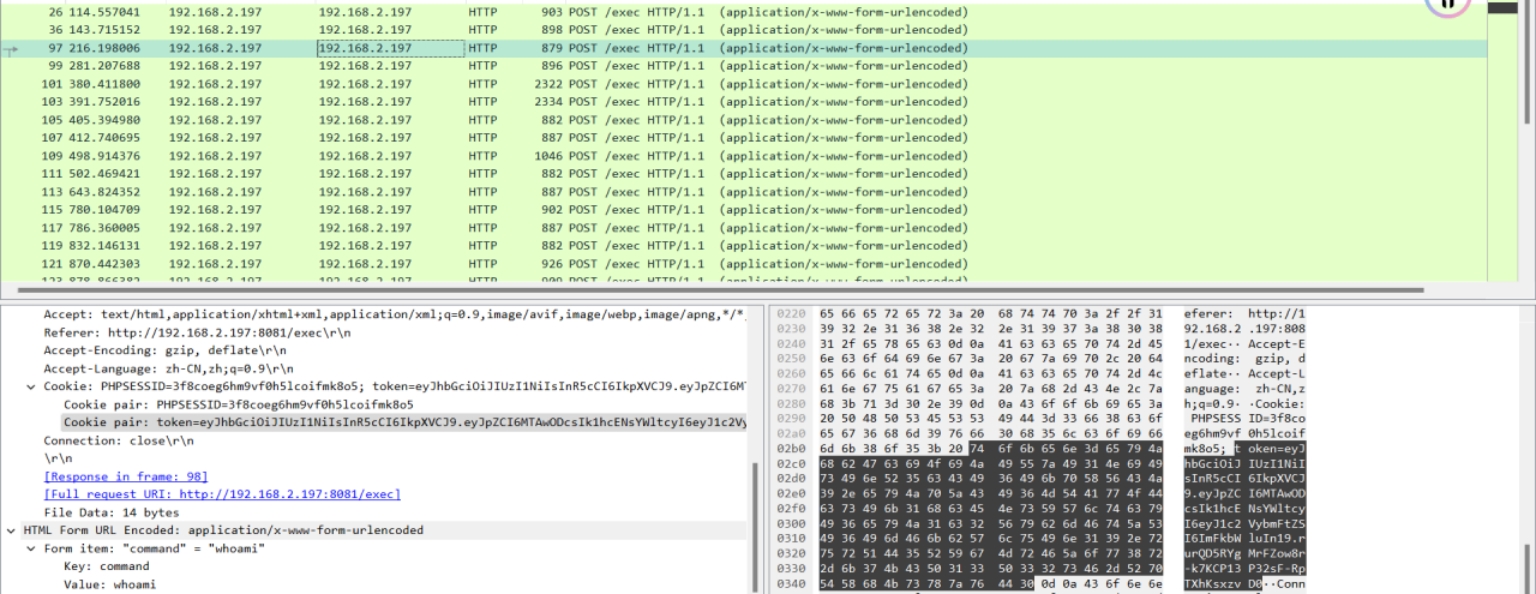 26 114.557041 192.168.2.197 192.168.2.197 HTTP 903 POST /exec HTTP/1.1 (application/x-www-form-urlencoded)
36 143.715152 192.168.2.197 192.168.2.197 HTTP 898 POST /exec HTTP/1.1 (application/x-www-form-urlencoded)
97 216.198006 192.168.2.197 192.168.2.197 HTTP 879 POST /exec HTTP/1.1 (application/x-www-form-urlencoded)
99 281.207688 192.168.2.197 192.168.2.197 HTTP 896 POST /exec HTTP/1.1 (application/x-www-form-urlencoded)
101 380.411800 192.168.2.197 192.168.2.197 HTTP 2322 POST /exec HTTP/1.1 (application/x-www-form-urlencoded)
103 391.752016 192.168.2.197 192.168.2.197 HTTP 2334 POST /exec HTTP/1.1 (application/x-www-form-urlencoded)
105 405.394980 192.168.2.197 192.168.2.197 HTTP 882 POST /exec HTTP/1.1 (application/x-www-form-urlencoded)
107 412.740695 192.168.2.197 192.168.2.197 HTTP 887 POST /exec HTTP/1.1 (application/x-www-form-urlencoded)
109 498.914376 192.168.2.197 192.168.2.197 HTTP 1046 POST /exec HTTP/1.1 (application/x-www-form-urlencoded)
111 502.469421 192.168.2.197 192.168.2.197 HTTP 882 POST /exec HTTP/1.1 (application/x-www-form-urlencoded)
113 643.824352 192.168.2.197 192.168.2.197 HTTP 887 POST /exec HTTP/1.1 (application/x-www-form-urlencoded)
115 780.104709 192.168.2.197 192.168.2.197 HTTP 902 POST /exec HTTP/1.1 (application/x-www-form-urlencoded)
117 786.360005 192.168.2.197 192.168.2.197 HTTP 887 POST /exec HTTP/1.1 (application/x-www-form-urlencoded)
119 832.146131 192.168.2.197 192.168.2.197 HTTP 882 POST /exec HTTP/1.1 (application/x-www-form-urlencoded)
121 870.442303 192.168.2.197 192.168.2.197 HTTP 926 POST /exec HTTP/1.1 (application/x-www-form-urlencoded)
Accept: text/html,application/xhtml+xml,application/xml;q=0.9,image/avif,image/webp,image/apng,*/*
Referer: http://192.168.2.197:8081/exec\r\n
Accept-Encoding: gzip, deflate\r\n
Accept-Language: zh-CN,zh;q=0.9\r\n
Cookie: PHPSESSID=3f8coeg6hm9vf0h5lcoifmk8o5; token=eyJhbGciOiJIUzI1NiIsInR5cCI6IkpXVCJ9.eyJpZCI6MTAwODcsIk1hcENsYWltcyI6eyJ1c2V
Cookie pair: PHPSESSID=3f8coeg6hm9vf0h5lcoifmk8o5
Cookie pair: token=eyJhbGciOiJIUzI1NiIsInR5cCI6IkpXVCJ9.eyJpZCI6MTAwODcsIk1hcENsYWltcyI6eyJ1c2Vy
Connection: close\r\n
\r\n
[Response in frame: 98]
[Full request URI: http://192.168.2.197:8081/exec]
File Data: 14 bytes
HTML Form URL Encoded: application/x-www-form-urlencoded
Form item: "command" = "whoami"
Key: command
Value: whoami
0220 65 66 65 72 65 72 3a 20 68 74 74 70 3a 2f 2f 31 eferer: http://1
0230 39 32 2e 31 36 38 2e 32 2e 31 39 37 3a 38 30 38 92.168.2 .197:808
0240 31 2f 65 78 65 63 0d 0a 41 63 63 65 70 74 2d 45 1/exec·· Accept-E
0250 6e 63 6f 64 69 6e 67 3a 20 67 7a 69 70 2c 20 64 ncoding: gzip, d
0260 65 66 6c 61 74 65 0d 0a 41 63 63 65 70 74 2d 4c eflate·· Accept-L
0270 61 6e 67 75 61 67 65 3a 20 7a 68 2d 43 4e 2c 7a anguage: zh-CN,z
0280 68 3b 71 3d 30 2e 39 0d 0a 43 6f 6f 6b 69 65 3a h;q=0.9· ·Cookie:
0290 20 50 48 50 53 45 53 53 49 44 3d 33 66 38 63 6f PHPSESS ID=3f8co
02a0 65 67 36 68 6d 39 76 66 30 68 35 6c 63 6f 69 66 eg6hm9vf 0h5lcoif
02b0 6d 6b 38 6f 35 3b 20 74 6f 6b 65 6e 3d 65 79 4a mk8o5; t oken=eyJ
02c0 68 62 47 63 69 4f 69 4a 49 55 7a 49 31 4e 69 49 hbGciOiJ IUzI1NiI
02d0 73 49 6e 52 35 63 43 49 36 49 6b 70 58 56 43 4a sInR5cCI 6IkpXVCJ
02e0 39 2e 65 79 4a 70 5a 43 49 36 4d 54 41 77 4f 44 9.eyJpZC I6MTAwOD
02f0 63 73 49 6b 31 68 63 45 4e 73 59 57 6c 74 63 79 csIk1hcE NsYWltcy
0300 49 36 65 79 4a 31 63 32 56 79 62 6d 46 74 5a 53 I6eyJ1c2 VybmFtZS
0310 49 36 49 6d 46 6b 62 57 6c 75 49 6e 31 39 2e 72 I6ImFkbW luIn19.r
0320 75 72 51 44 35 52 59 67 4d 72 46 5a 6f 77 38 72 urQD5RYg MrFZow8r
0330 2d 6b 37 4b 43 50 31 33 50 33 32 73 46 2d 52 70 -k7KCP13 P32sF-Rp
0340 54 58 68 4b 73 78 7a 76 44 30 0d 0a 43 6f 6e 6e TXhKsxzv D0··Conn